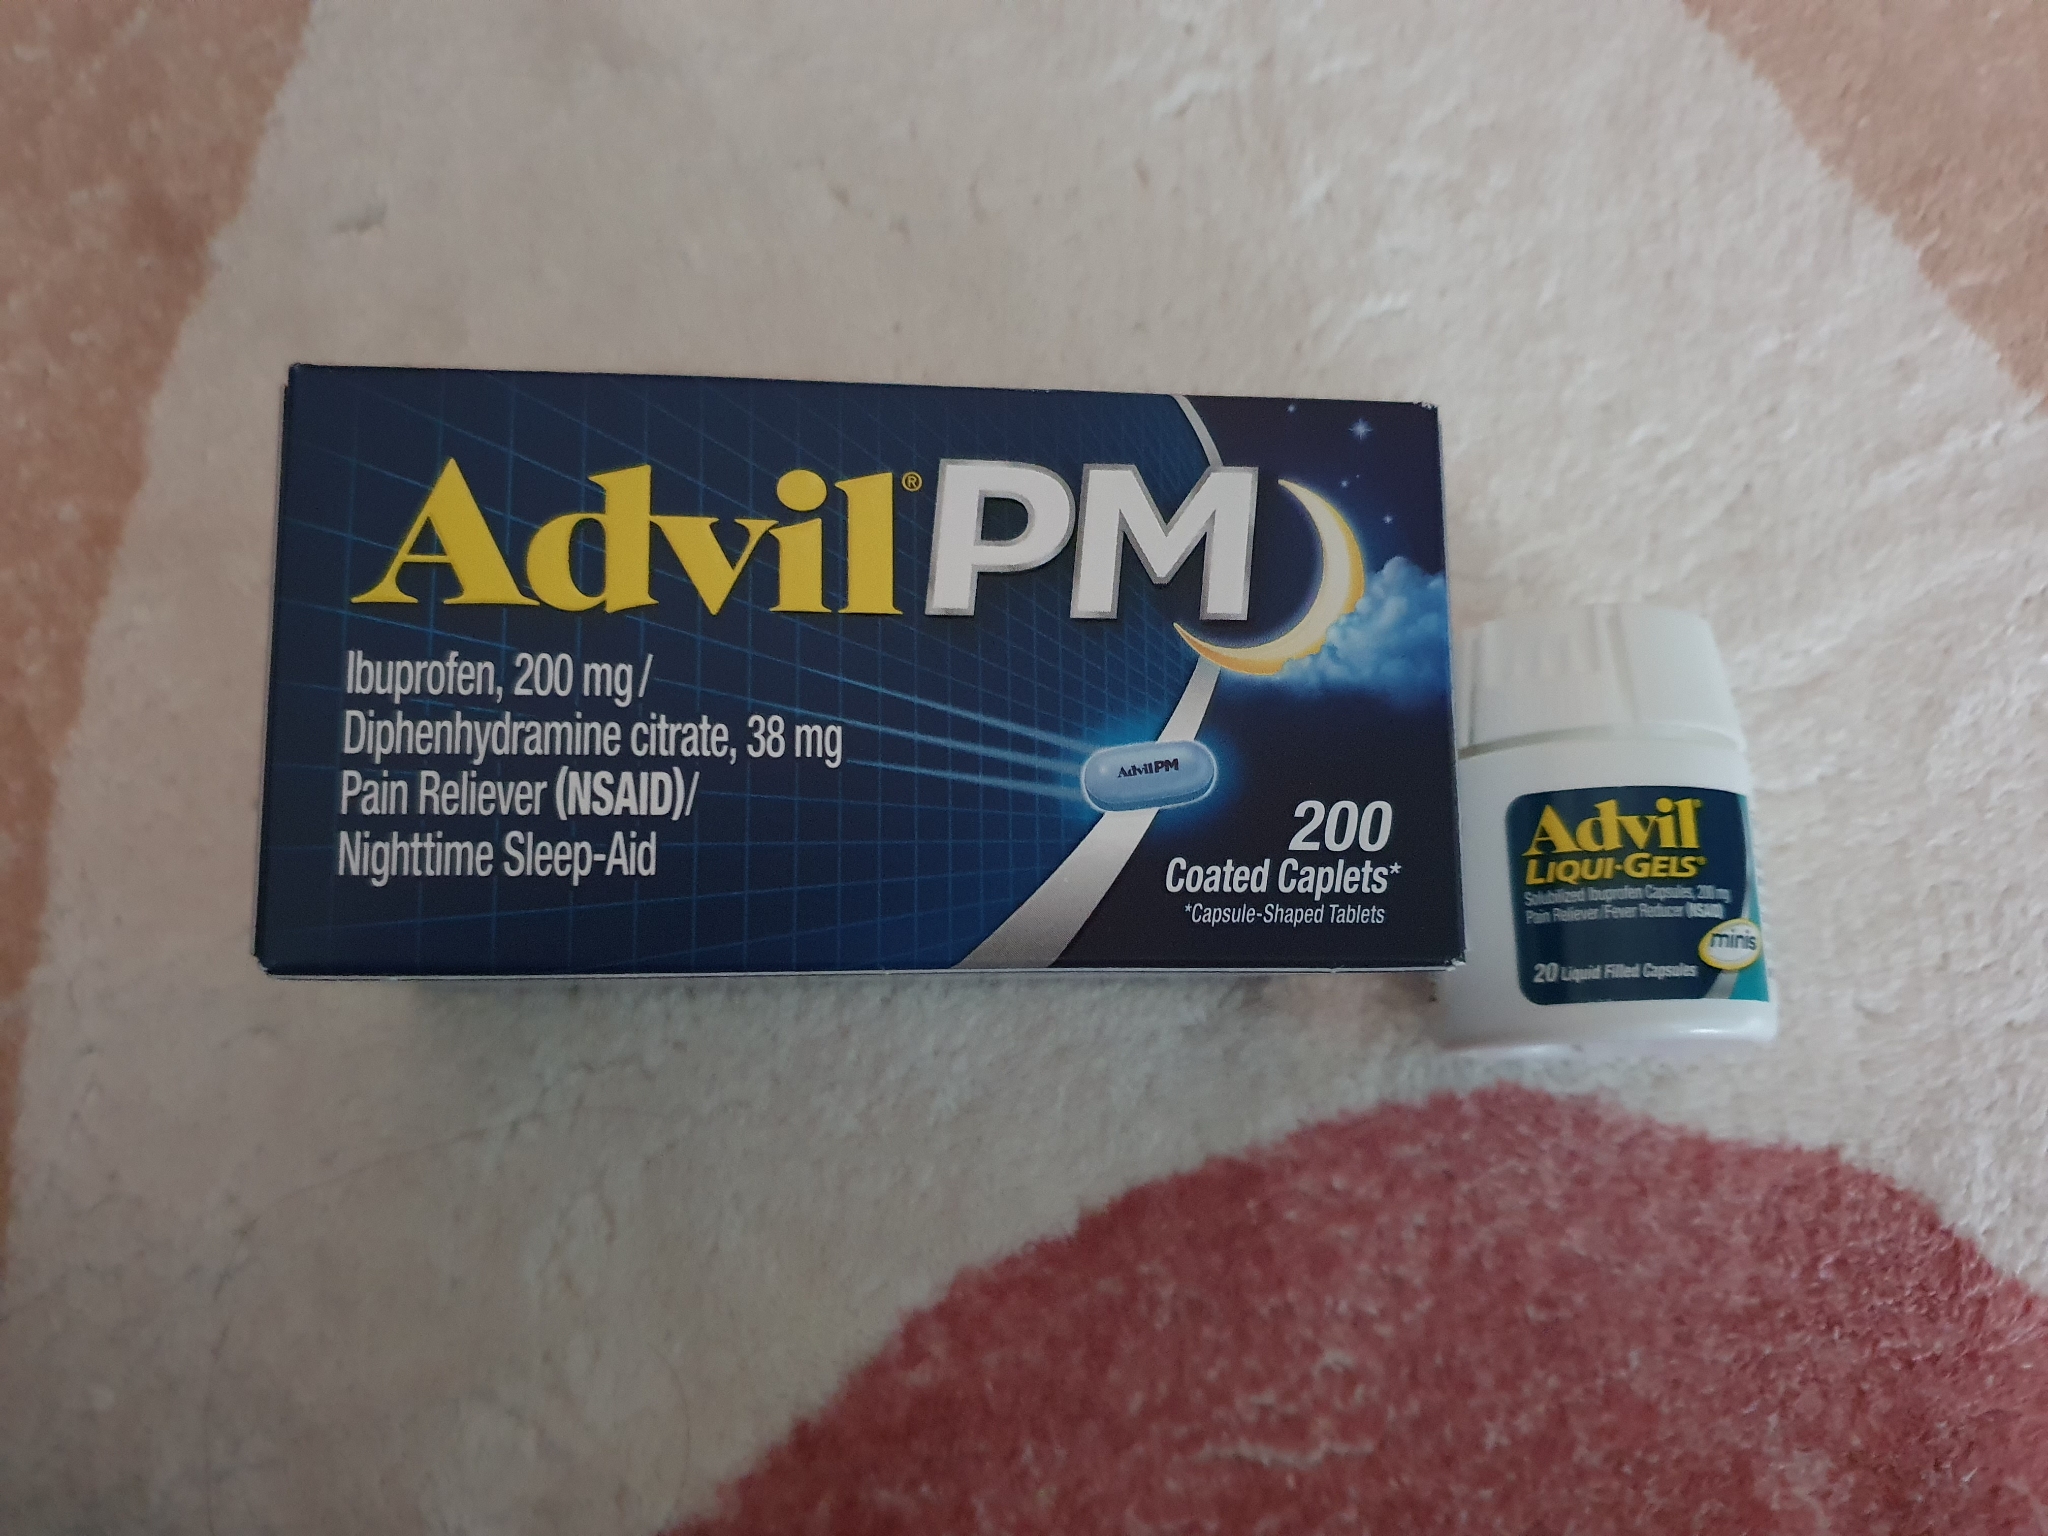 Advil® PM
Ibuprofen, 200 mg/
Diphenhydramine citrate, 38 mg
Pain Reliever (NSAID)/
Nighttime Sleep-Aid
AdvilPM
200
Coated Caplets*
*Capsule-Shaped Tablets
Advil®
LIQUI-GELS®
Solubilized Ibuprofen Capsules, 200 mg
Pain Reliever/Fever Reducer (NSAID)
minis
20 Liquid Filled Capsules